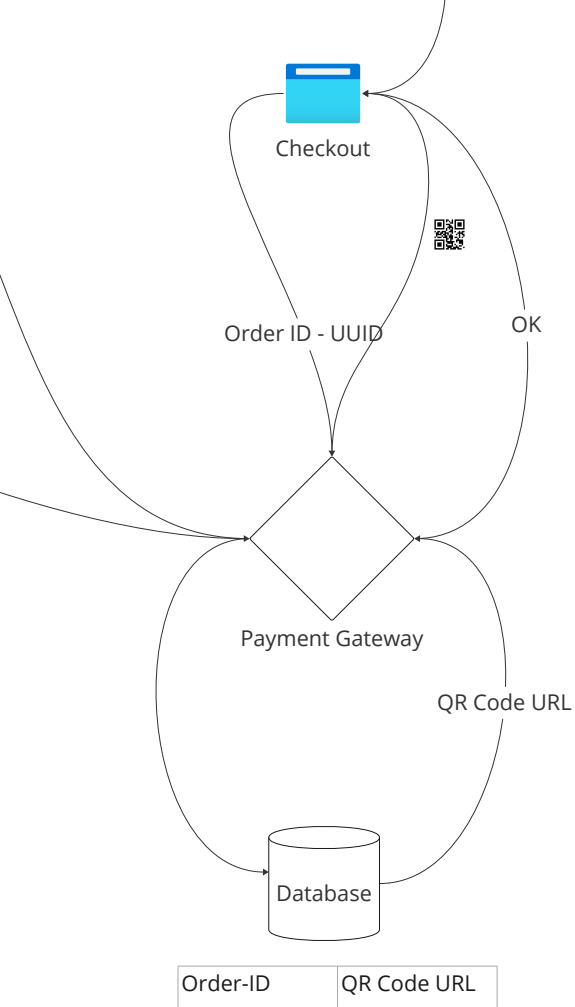 Checkout
Order ID - UUID
OK
Payment Gateway
QR Code URL
Database
Order-ID
QR Code URL